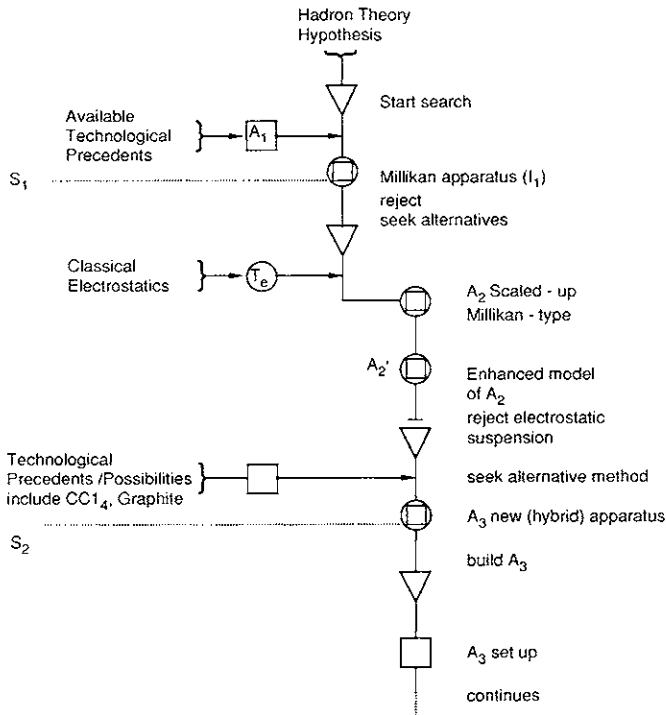 Hadron Theory
Hypothesis
Start search
Available
Technological
Precedents
A₁
S₁
Millikan apparatus (I₁)
reject
seek alternatives
Classical
Electrostatics
Tₑ
A₂ Scaled - up
Millikan - type
A₂'
Enhanced model
of A₂
reject electrostatic
suspension
Technological
Precedents /Possibilities
include CC1₄, Graphite
seek alternative method
A₃ new (hybrid) apparatus
S₂
build A₃
A₃ set up
continues